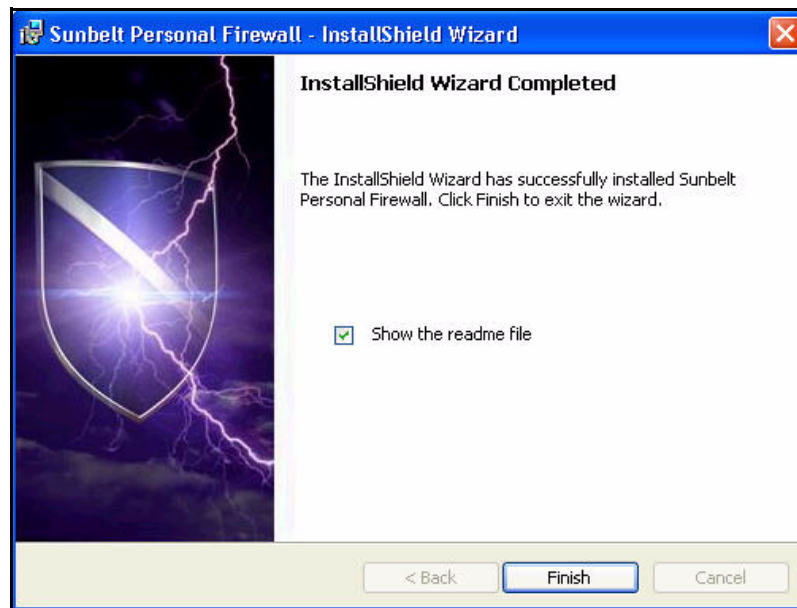 Sunbelt Personal Firewall - InstallShield Wizard
InstallShield Wizard Completed
The InstallShield Wizard has successfully installed Sunbelt
Personal Firewall. Click Finish to exit the wizard.
Show the readme file
< Back Finish Cancel